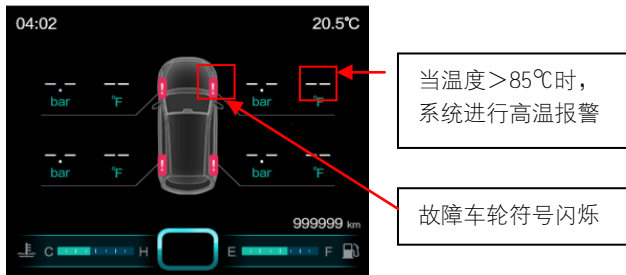 04:02
20.5℃
--.-- -- --.-- --
bar °F bar °F
--.-- -- --.-- --
bar °F bar °F
999999 km
C H E F
当温度＞85℃时，
系统进行高温报警
故障车轮符号闪烁